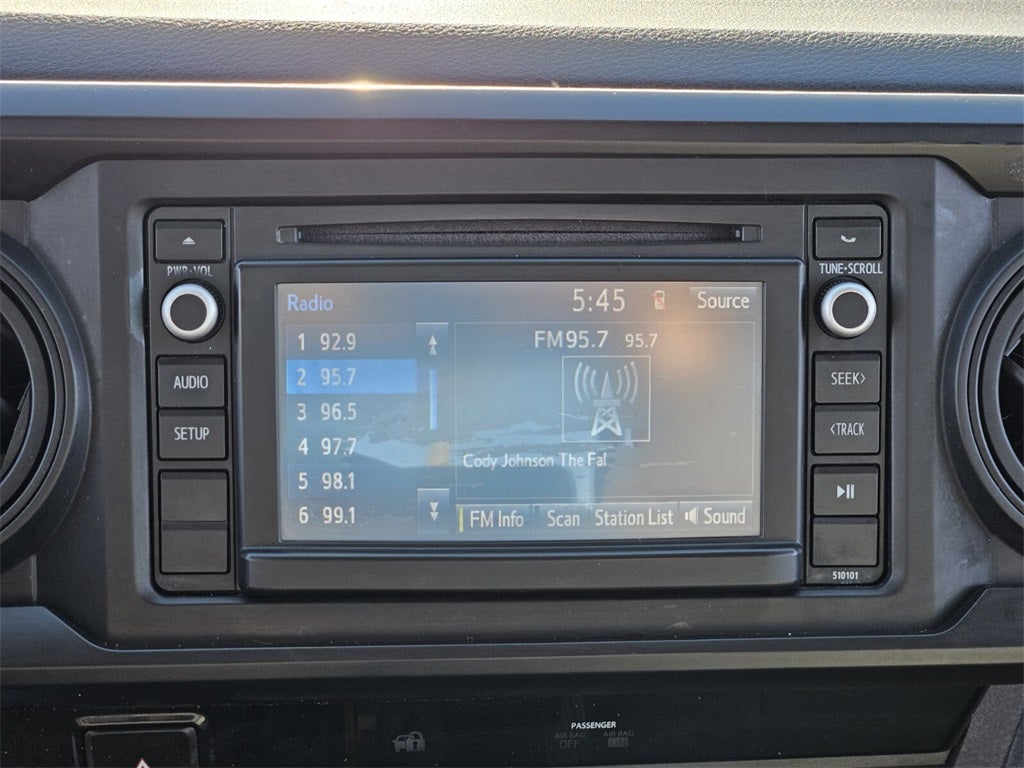 PWR•VOL
AUDIO
SETUP
Radio 5:45 Source
1 92.9
2 95.7
3 96.5
4 97.7
5 98.1
6 99.1
FM 95.7 95.7
Cody Johnson The Fal
FM Info Scan Station List Sound
TUNE•SCROLL
SEEK>
<TRACK
510101
PASSENGER
AIR BAG OFF
AIR BAG ON